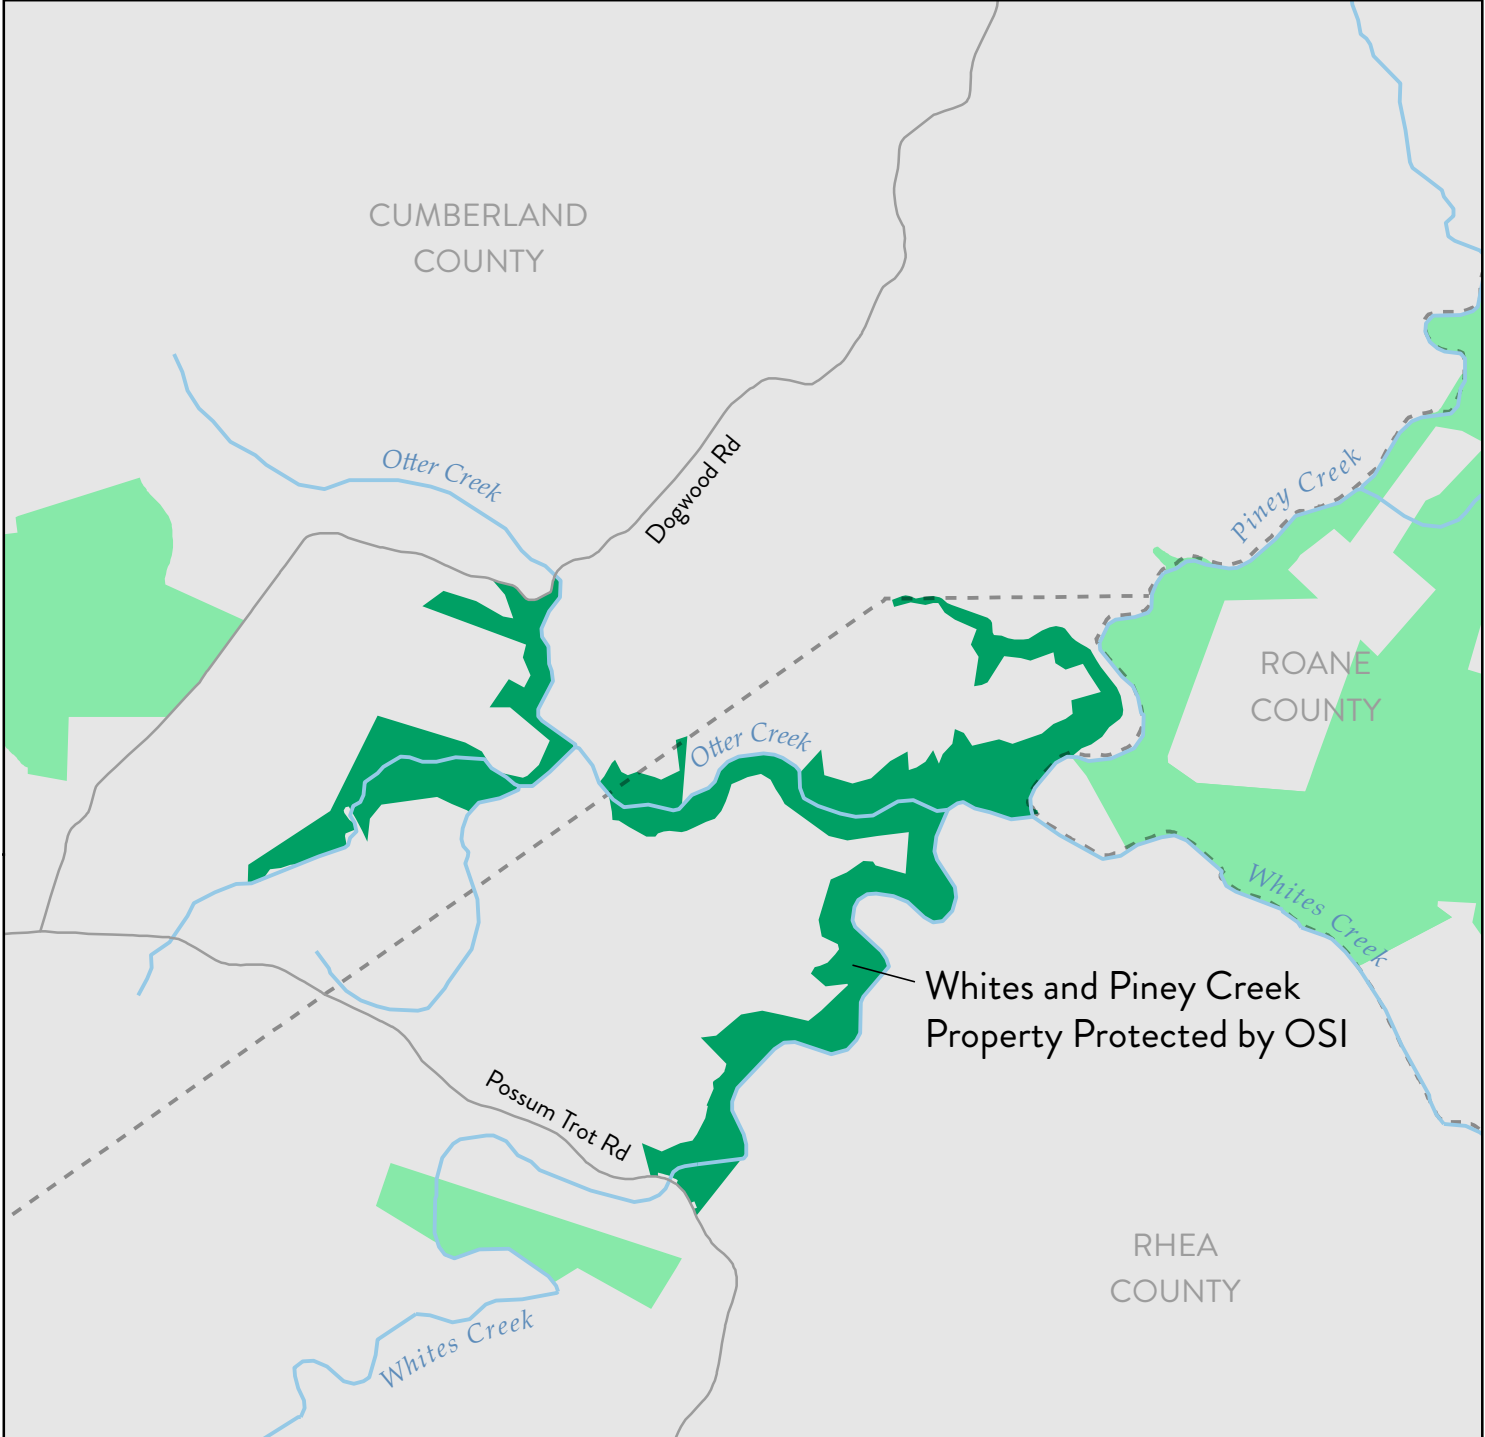 CUMBERLAND
COUNTY
Otter Creek
Dogwood Rd
Piney Creek
ROANE
COUNTY
Otter Creek
Whites Creek
Whites and Piney Creek
Property Protected by OSI
Possum Trot Rd
RHEA
COUNTY
Whites Creek